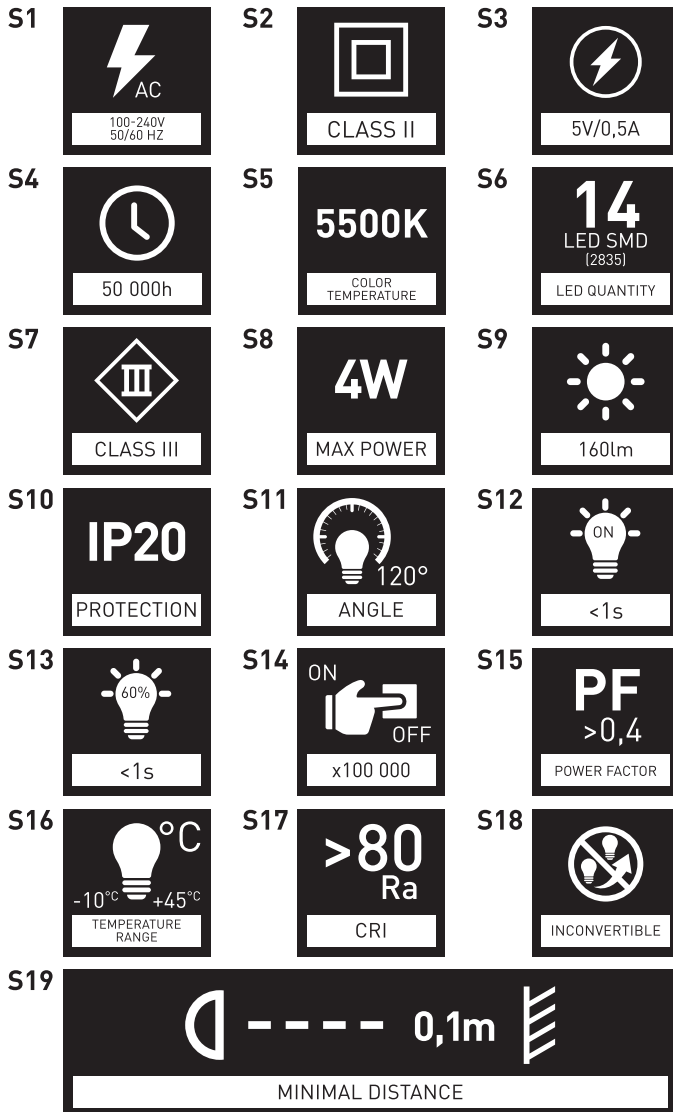 S1
AC
100-240V
50/60 HZ
S2
CLASS II
S3
5V/0,5A
S4
50 000h
S5
5500K
COLOR
TEMPERATURE
S6
14
LED SMD
(2835)
LED QUANTITY
S7
III
CLASS III
S8
4W
MAX POWER
S9
160lm
S10
IP20
PROTECTION
S11
120°
ANGLE
S12
ON
<1s
S13
60%
<1s
S14
ON
OFF
x100 000
S15
PF
>0,4
POWER FACTOR
S16
°C
-10°C +45°C
TEMPERATURE
RANGE
S17
>80
Ra
CRI
S18
INCONVERTIBLE
S19
0,1m
MINIMAL DISTANCE